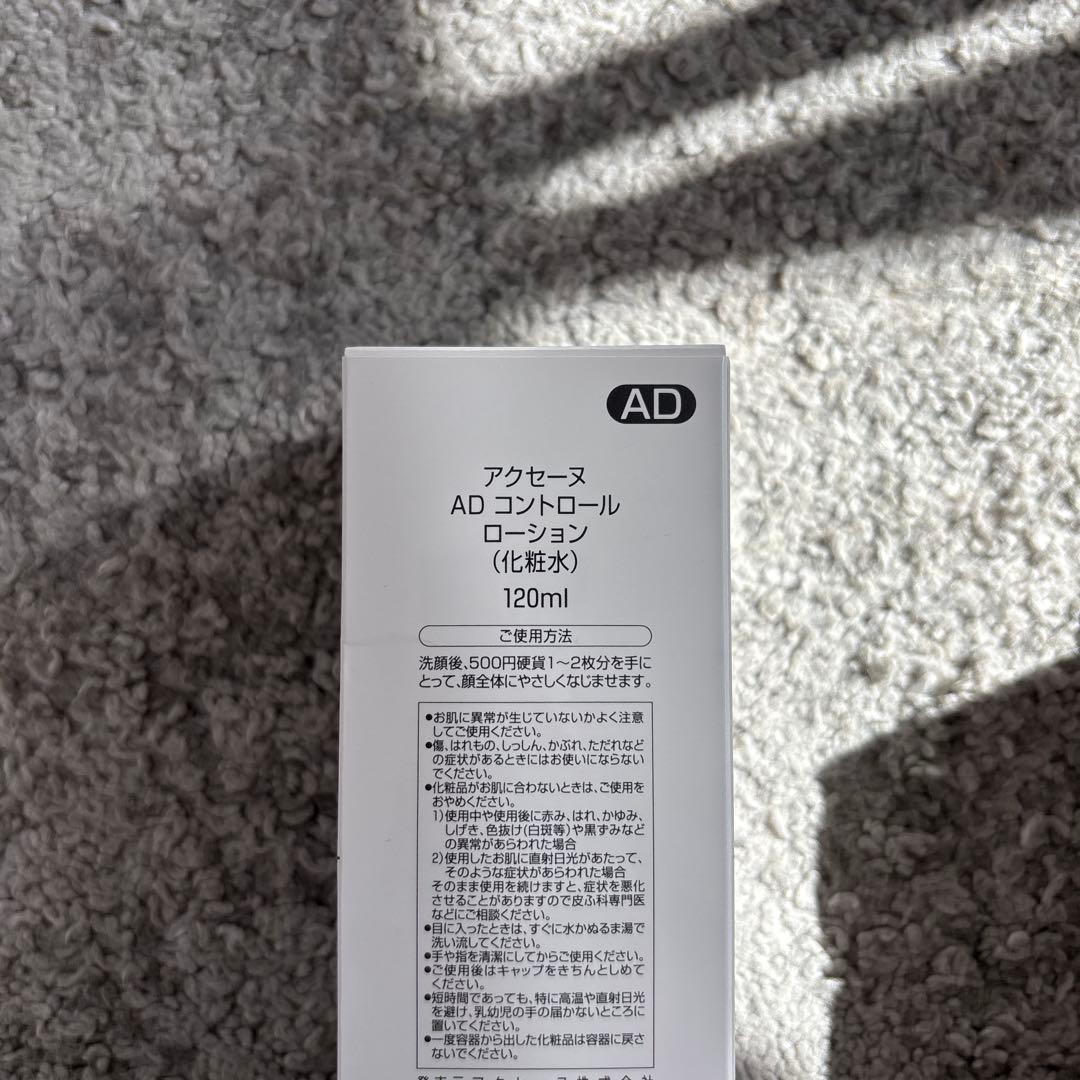 AD
アクセーヌ
AD コントロール
ローション
(化粧水)
120ml
ご使用方法
洗顔後、500円硬貨1～2枚分を手に
とって、顔全体にやさしくなじませます。
●お肌に異常が生じていないかよく注意
してご使用ください。
●傷、はれもの、しっしん、かぶれ、ただれなど
の症状があるときにはお使いにならない
でください。
●化粧品がお肌に合わないときは、ご使用を
おやめください。
1)使用中や使用後に赤み、はれ、かゆみ、
しげき、色抜け(白斑等)や黒ずみなど
の異常があらわれた場合
2)使用したお肌に直射日光があたって、
そのような症状があらわれた場合
そのまま使用を続けますと、症状を悪化
させることがありますので皮ふ科専門医
などにご相談ください。
●目に入ったときは、すぐに水かぬるま湯で
洗い流してください。
●手や指を清潔にしてからご使用ください。
●ご使用後はキャップをきちんとしめて
ください。
●短時間であっても、特に高温や直射日光
を避け、乳幼児の手の届かないところに
置いてください。
●一度容器から出した化粧品は容器に戻さ
ないでください。